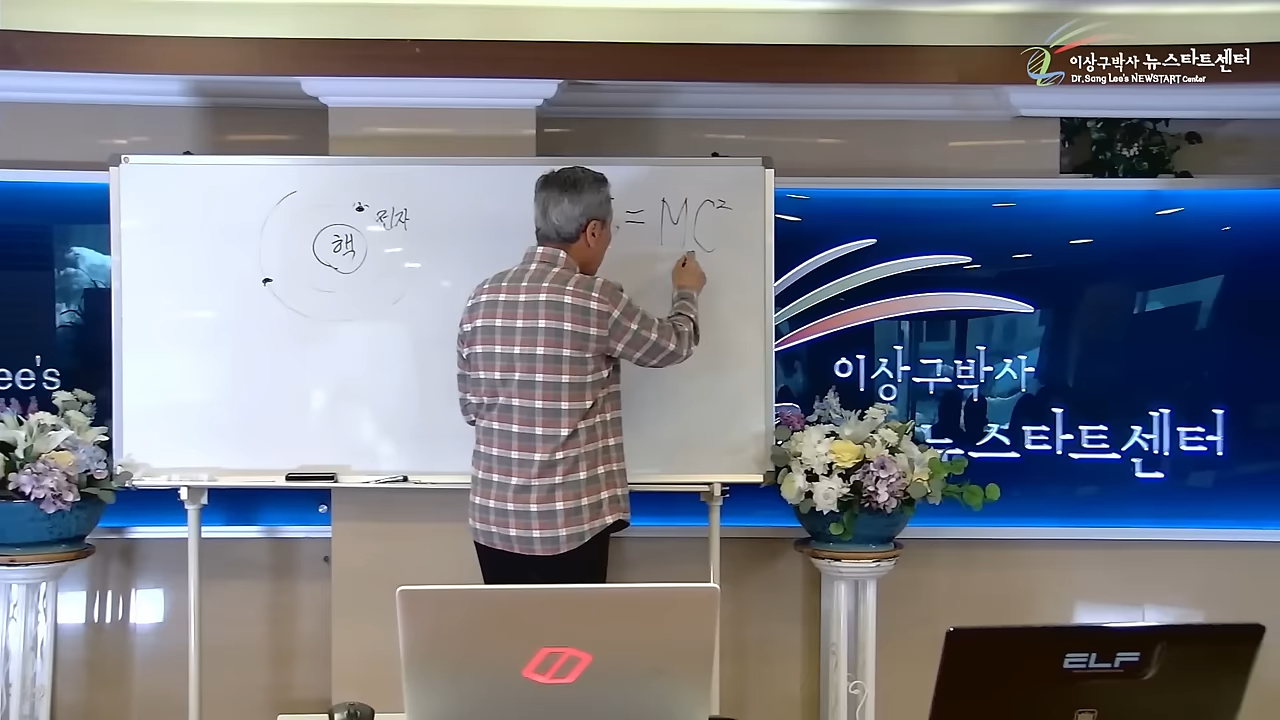 이상구박사 뉴스타트센터
Dr. Sang Lee's NEWSTART Center
전자
핵
= MC²
ee's
이상구박사
뉴스타트센터
ELF